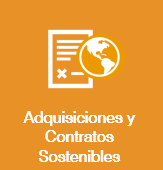 Adquisiciones y
Contratos
Sostenibles